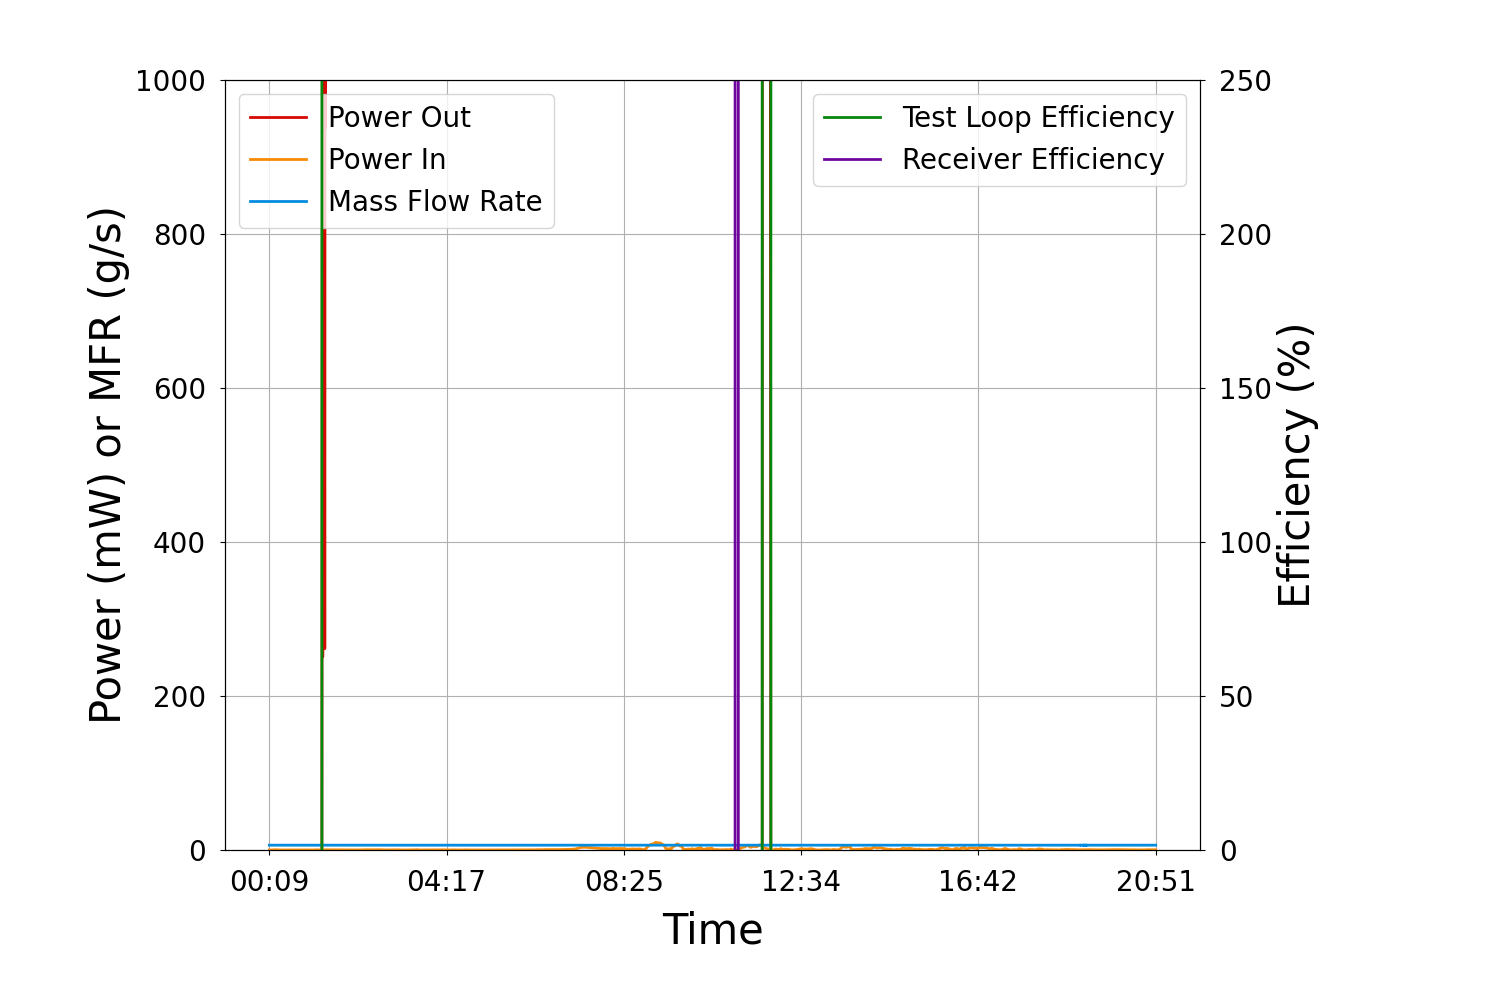 1000
800
600
400
200
0
Power (mW) or MFR (g/s)
Power Out
Power In
Mass Flow Rate
Test Loop Efficiency
Receiver Efficiency
250
200
150
100
50
0
Efficiency (%)
00:09 04:17 08:25 12:34 16:42 20:51
Time